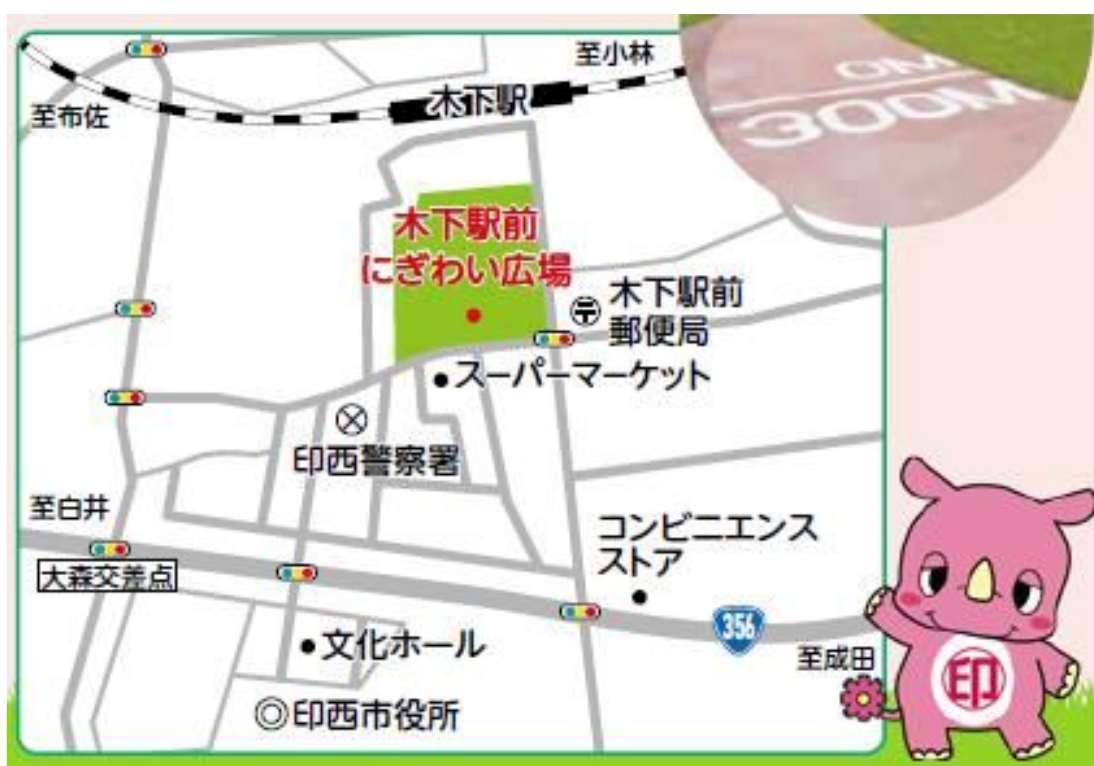 至小林
木下駅
至布佐
0M
300M
木下駅前
にぎわい広場
木下駅前
郵便局
スーパーマーケット
印西警察署
至白井
コンビニエンス
ストア
大森交差点
356
文化ホール
至成田
印西市役所
印